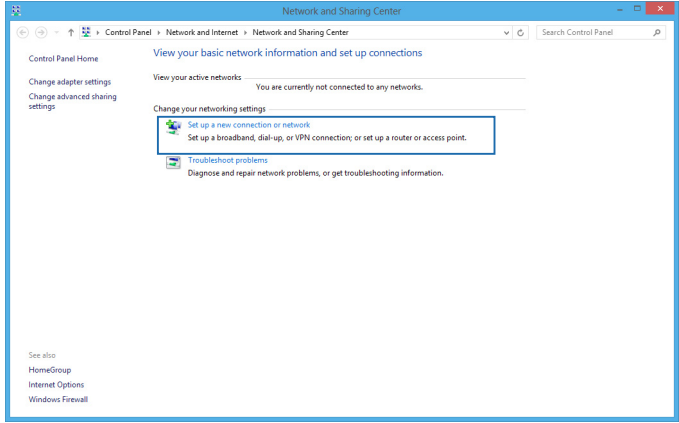 Network and Sharing Center
Control Panel Network and Internet Network and Sharing Center
Search Control Panel
Control Panel Home
Change adapter settings
Change advanced sharing
settings
View your basic network information and set up connections
View your active networks
You are currently not connected to any networks.
Change your networking settings
Set up a new connection or network
Set up a broadband, dial-up, or VPN connection; or set up a router or access point.
Troubleshoot problems
Diagnose and repair network problems, or get troubleshooting information.
See also
HomeGroup
Internet Options
Windows Firewall